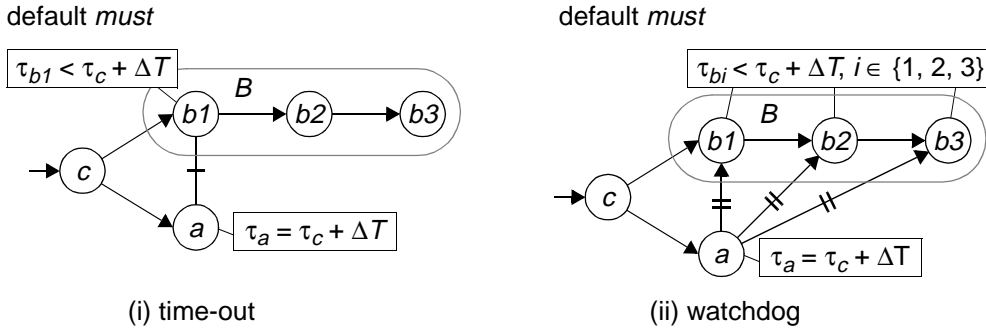 default must
default must
τb1 < τc + ΔT
τbi < τc + ΔT, i ∈ {1, 2, 3}
B
B
b1
b2
b3
b1
b2
b3
c
c
a
τa = τc + ΔT
a
τa = τc + ΔT
(i) time-out
(ii) watchdog